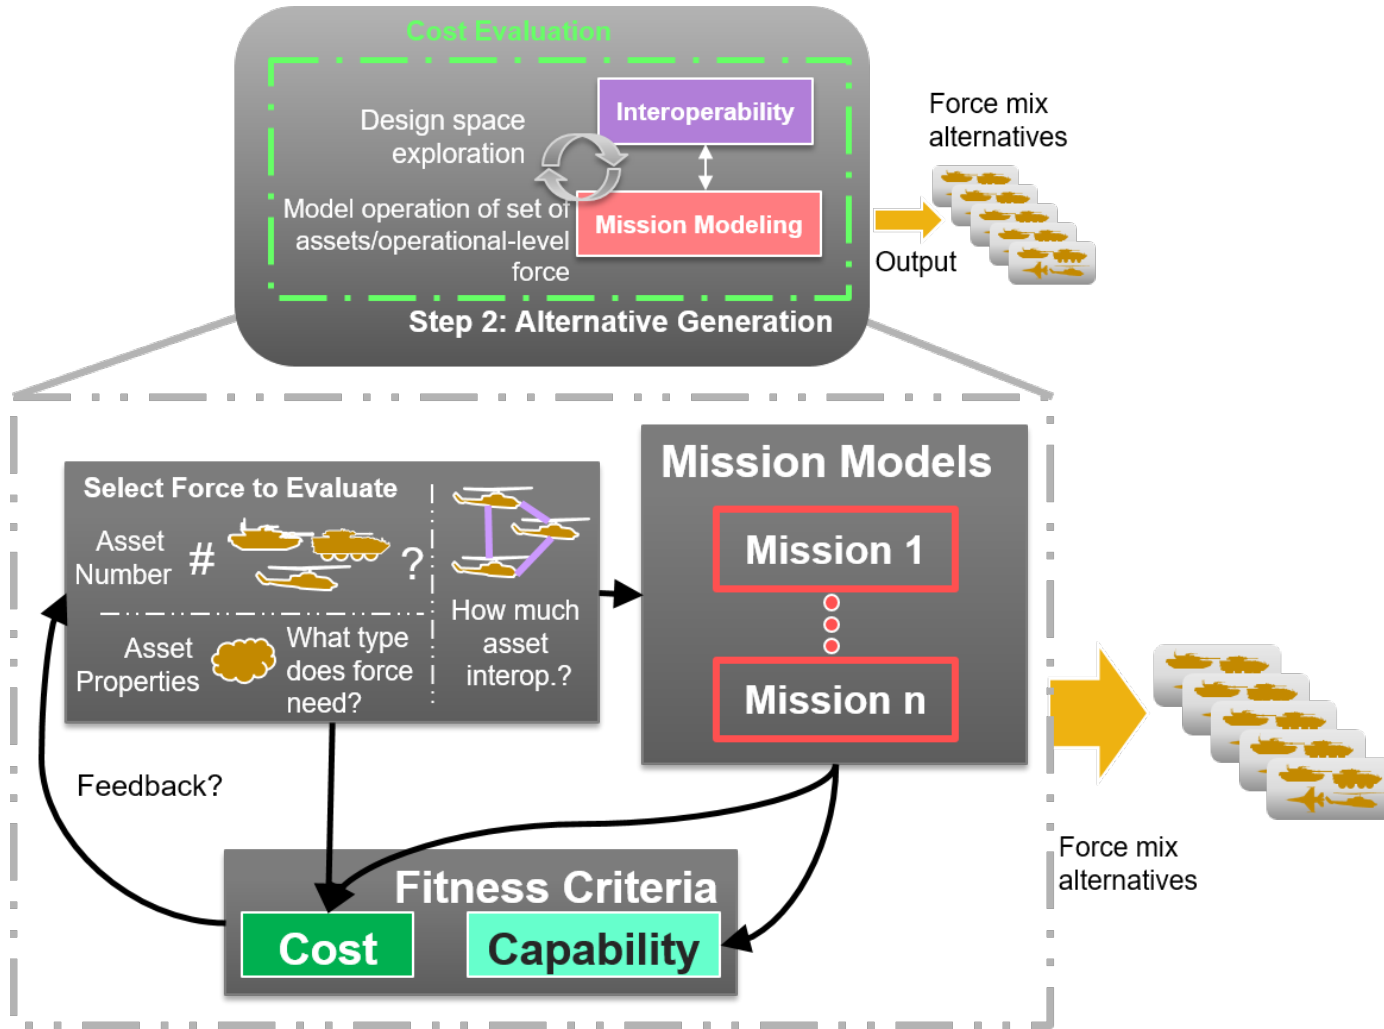 Cost Evaluation
Interoperability
Design space
exploration
Model operation of set of
assets/operational-level
force
Mission Modeling
Step 2: Alternative Generation
Output
Force mix
alternatives
Select Force to Evaluate
Asset
Number
#
?
Asset
Properties
What type
does force
need?
How much
asset
interop.?
Mission Models
Mission 1
Mission n
Feedback?
Fitness Criteria
Cost
Capability
Force mix
alternatives